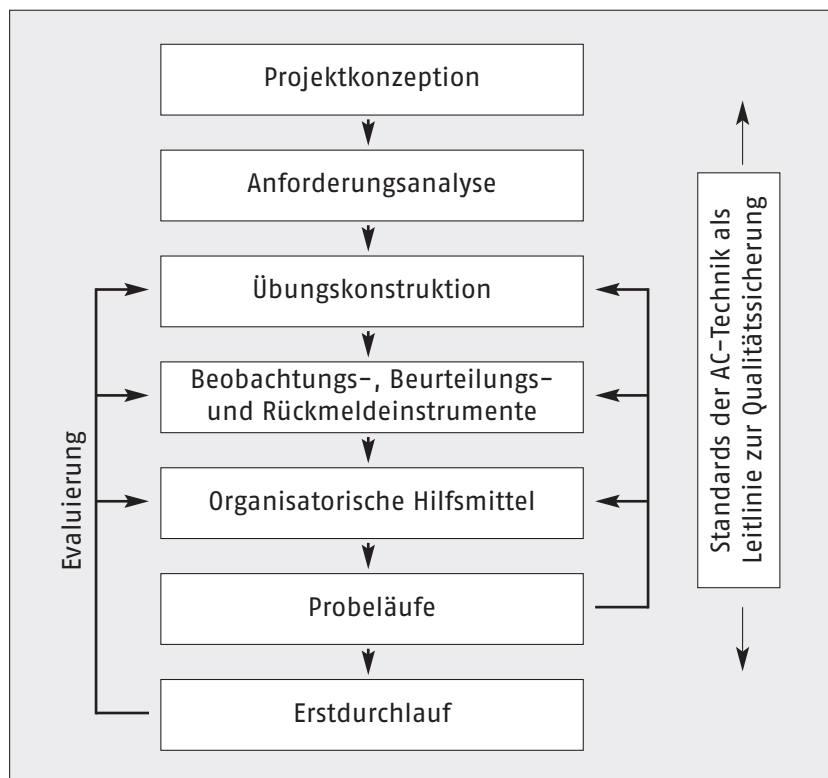 Projektkonzeption
Anforderungsanalyse
Übungskonstruktion
Beobachtungs-, Beurteilungs-
und Rückmeldeinstrumente
Organisatorische Hilfsmittel
Probeläufe
Erstdurchlauf
Evaluierung
Standards der AC-Technik als
Leitlinie zur Qualitätssicherung